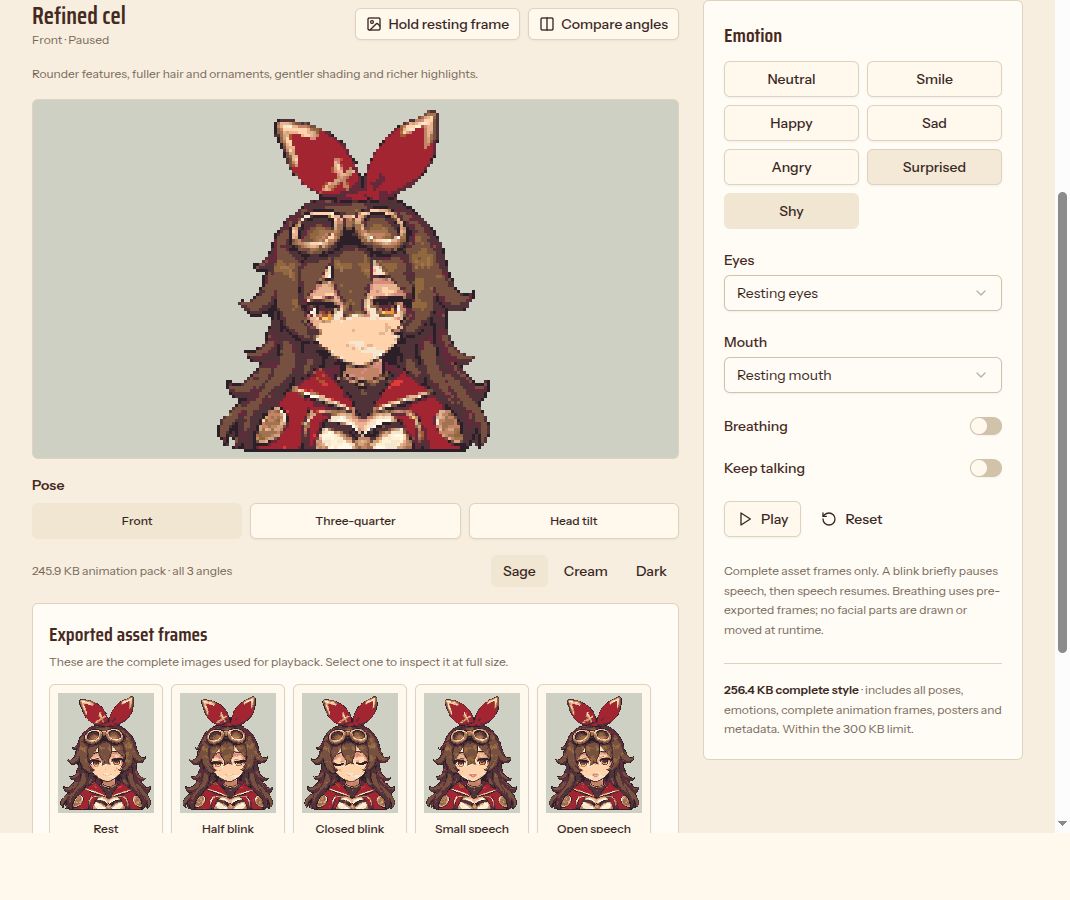 Refined cel
Front · Paused
Hold resting frame
Compare angles
Rounder features, fuller hair and ornaments, gentler shading and richer highlights.
Pose
Front
Three-quarter
Head tilt
245.9 KB animation pack · all 3 angles
Sage
Cream
Dark
Exported asset frames
These are the complete images used for playback. Select one to inspect it at full size.
Rest
Half blink
Closed blink
Small speech
Open speech
Emotion
Neutral
Smile
Happy
Sad
Angry
Surprised
Shy
Eyes
Resting eyes
Mouth
Resting mouth
Breathing
Keep talking
Play
Reset
Complete asset frames only. A blink briefly pauses
speech, then speech resumes. Breathing uses pre-
exported frames; no facial parts are drawn or
moved at runtime.
256.4 KB complete style · includes all poses,
emotions, complete animation frames, posters and
metadata. Within the 300 KB limit.